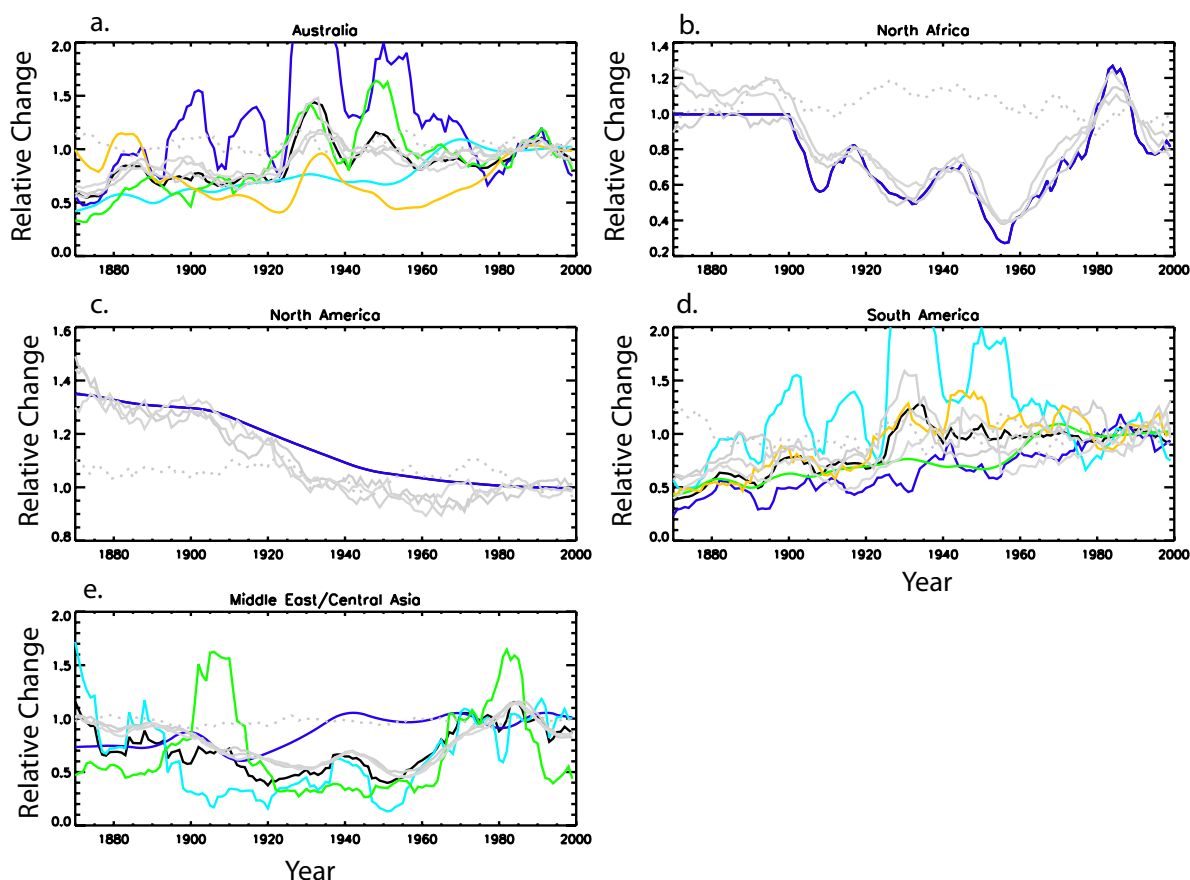 a.
Australia
Relative Change
2.0
1.5
1.0
0.5
0.0
1880 1900 1920 1940 1960 1980 2000
b.
North Africa
Relative Change
1.4
1.2
1.0
0.8
0.6
0.4
0.2
1880 1900 1920 1940 1960 1980 2000
c.
North America
Relative Change
1.6
1.4
1.2
1.0
0.8
1880 1900 1920 1940 1960 1980 2000
d.
South America
Relative Change
2.0
1.5
1.0
0.5
0.0
1880 1900 1920 1940 1960 1980 2000
Year
e.
Middle East/Central Asia
Relative Change
2.0
1.5
1.0
0.5
0.0
1880 1900 1920 1940 1960 1980 2000
Year